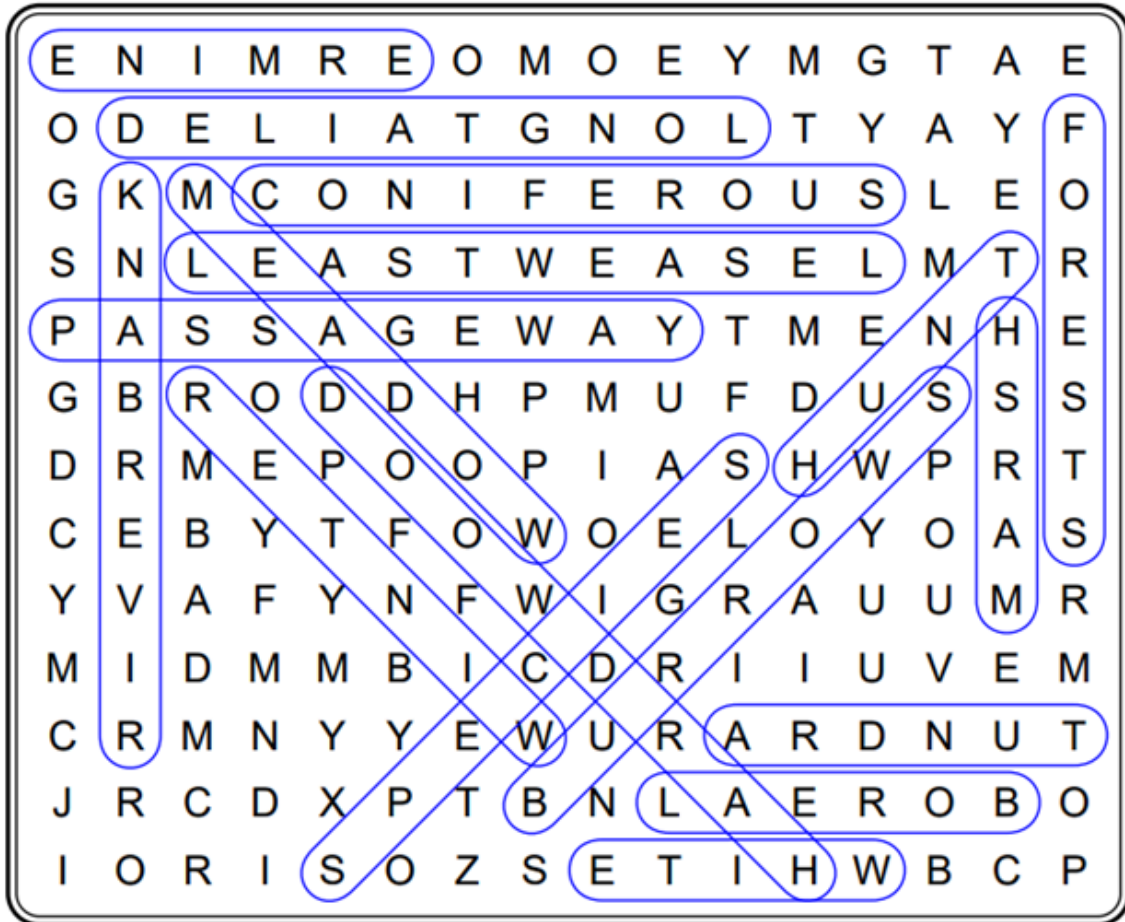 E N I M R E O M O E Y M G T A E
O D E L I A T G N O L T Y A Y F
G K M C O N I F E R O U S L E O
S N L E A S T W E A S E L M T R
P A S S A G E W A Y T M E N H E
G B R O D D H P M U F D U S S S
D R M E P O O P I A S H W P R T
C E B Y T F O W O E L O Y O A S
Y V A F Y N F W I G R A U U M R
M I D M M B I C D R I I U V E M
C R M N Y Y E W U R A R D N U T
J R C D X P T B N L A E R O B O
I O R I S O Z S E T I H W B C P